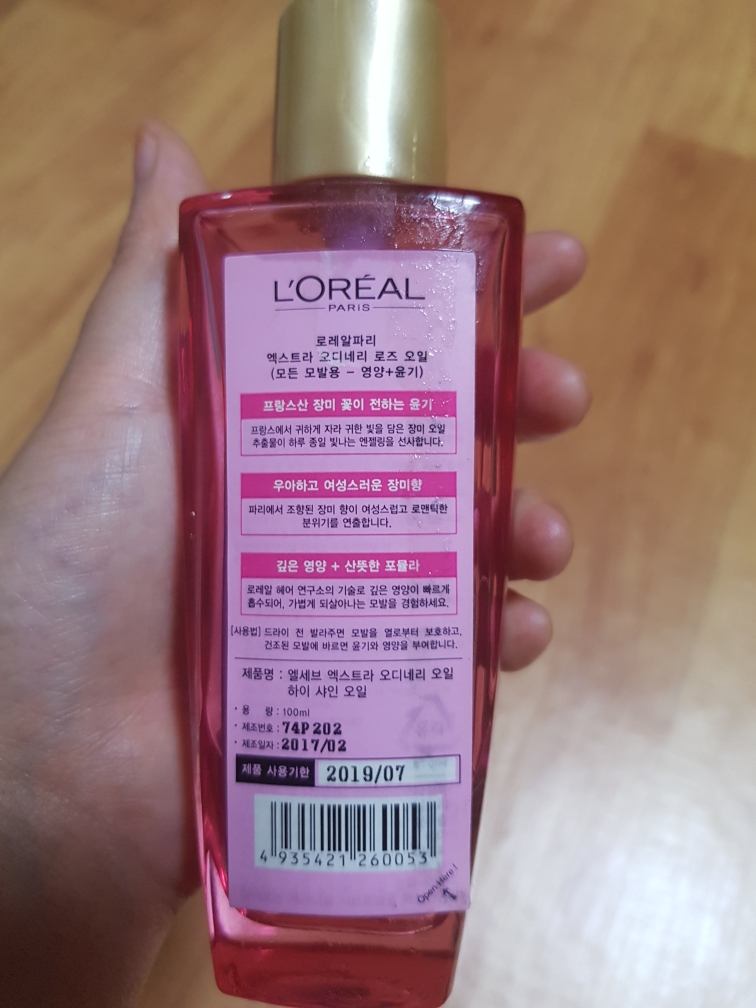 L'ORÉAL
PARIS
로레알파리
엑스트라 오디네리 로즈 오일
(모든 모발용 - 영양+윤기)
프랑스산 장미 꽃이 전하는 윤기
프랑스에서 귀하게 자라 귀한 빛을 담은 장미 오일
추출물이 하루 종일 빛나는 엔젤링을 선사합니다.
우아하고 여성스러운 장미향
파리에서 조향된 장미 향이 여성스럽고 로맨틱한
분위기를 연출합니다.
깊은 영양 + 산뜻한 포뮬라
로레알 헤어 연구소의 기술로 깊은 영양이 빠르게
흡수되어, 가볍게 되살아나는 모발을 경험하세요.
[사용법] 드라이 전 발라주면 모발을 열로부터 보호하고,
건조된 모발에 바르면 윤기와 영양을 부여합니다.
제품명 : 엘세브 엑스트라 오디네리 오일
하이 샤인 오일
· 용 량 : 100ml
· 제조번호 : 74P202
· 제조일자 : 2017/02
제품 사용기한 2019/07
4 935421 260053
Open Here !